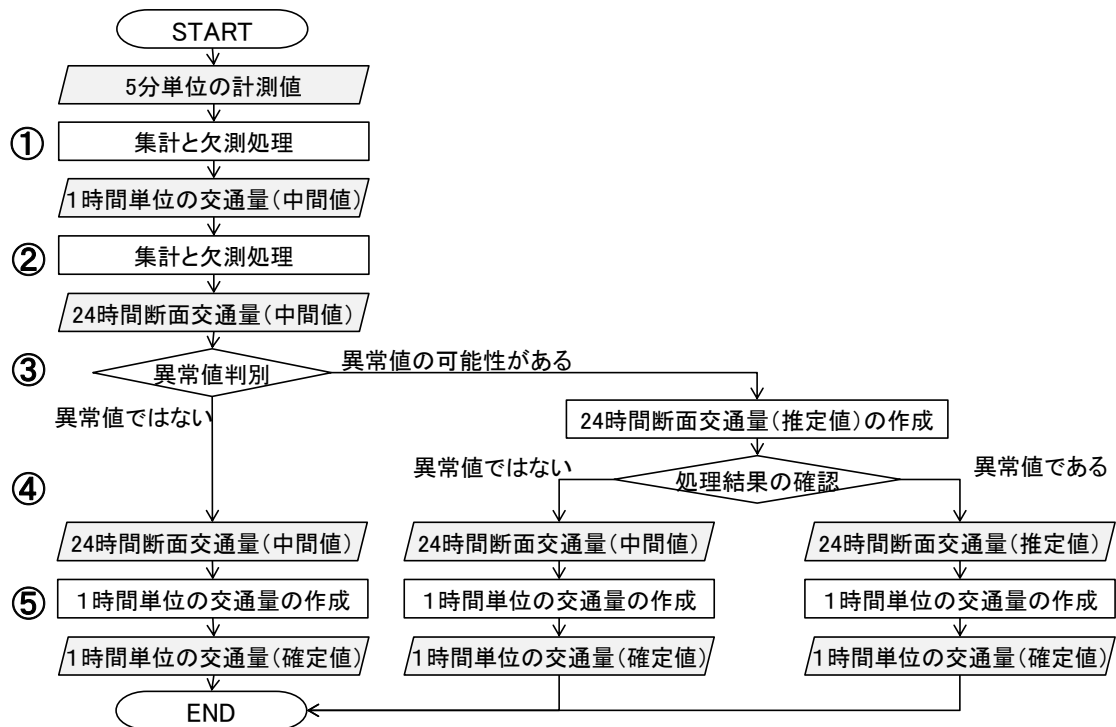 START
5分単位の計測値
①
集計と欠測処理
1時間単位の交通量(中間値)
②
集計と欠測処理
24時間断面交通量(中間値)
③
異常値判別
異常値の可能性がある
異常値ではない
24時間断面交通量(推定値)の作成
異常値ではない
処理結果の確認
異常値である
④
24時間断面交通量(中間値)
24時間断面交通量(中間値)
24時間断面交通量(推定値)
⑤
1時間単位の交通量の作成
1時間単位の交通量の作成
1時間単位の交通量の作成
1時間単位の交通量(確定値)
1時間単位の交通量(確定値)
1時間単位の交通量(確定値)
END